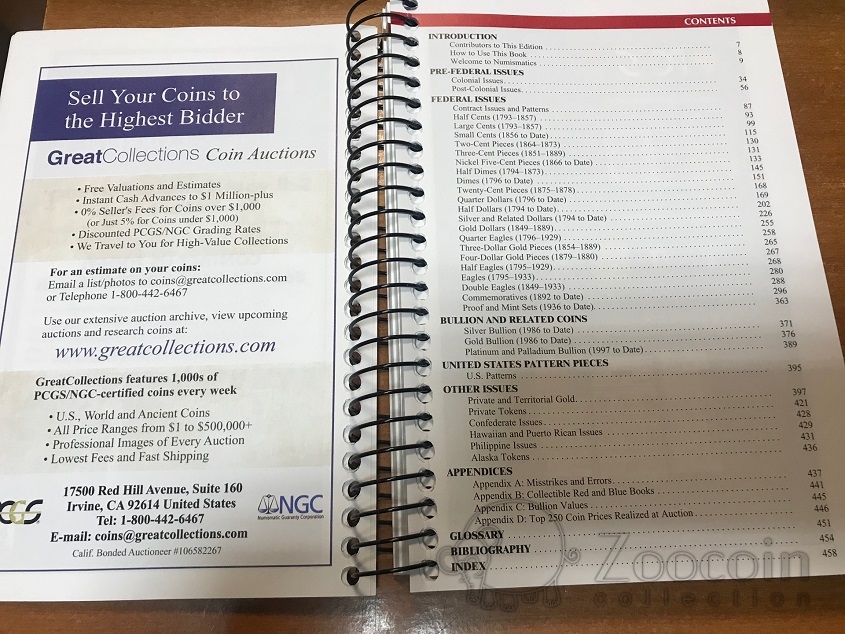 Sell Your Coins to
the Highest Bidder
GreatCollections Coin Auctions
• Free Valuations and Estimates
• Instant Cash Advances to $1 Million-plus
• 0% Seller's Fees for Coins over $1,000
(or Just 5% for Coins under $1,000)
• Discounted PCGS/NGC Grading Rates
• We Travel to You for High-Value Collections
For an estimate on your coins:
Email a list/photos to coins@greatcollections.com
or Telephone 1-800-442-6467
Use our extensive auction archive, view upcoming
auctions and research coins at:
www.greatcollections.com
GreatCollections features 1,000s of
PCGS/NGC-certified coins every week
• U.S., World and Ancient Coins
• All Price Ranges from $1 to $500,000+
• Professional Images of Every Auction
• Lowest Fees and Fast Shipping
17500 Red Hill Avenue, Suite 160
Irvine, CA 92614 United States
Tel: 1-800-442-6467
E-mail: coins@greatcollections.com
Calif. Bonded Auctioneer #106582267
PCGS
NGC
Numismatic Guaranty Corporation
CONTENTS
INTRODUCTION
Contributors to This Edition 7
How to Use This Book 8
Welcome to Numismatics 9
PRE-FEDERAL ISSUES
Colonial Issues 34
Post-Colonial Issues 56
FEDERAL ISSUES
Contract Issues and Patterns 87
Half Cents (1793–1857) 93
Large Cents (1793–1857) 99
Small Cents (1856 to Date) 115
Two-Cent Pieces (1864–1873) 130
Three-Cent Pieces (1851–1889) 131
Nickel Five-Cent Pieces (1866 to Date) 133
Half Dimes (1794–1873) 145
Dimes (1796 to Date) 151
Twenty-Cent Pieces (1875–1878) 168
Quarter Dollars (1796 to Date) 169
Half Dollars (1794 to Date) 202
Silver and Related Dollars (1794 to Date) 226
Gold Dollars (1849–1889) 255
Quarter Eagles (1796–1929) 258
Three-Dollar Gold Pieces (1854–1889) 265
Four-Dollar Gold Pieces (1879–1880) 267
Half Eagles (1795–1929) 268
Eagles (1795–1933) 280
Double Eagles (1849–1933) 288
Commemoratives (1892 to Date) 296
Proof and Mint Sets (1936 to Date) 363
BULLION AND RELATED COINS
Silver Bullion (1986 to Date) 371
Gold Bullion (1986 to Date) 376
Platinum and Palladium Bullion (1997 to Date) 389
UNITED STATES PATTERN PIECES
U.S. Patterns 395
OTHER ISSUES
Private and Territorial Gold 397
Private Tokens 421
Confederate Issues 428
Hawaiian and Puerto Rican Issues 429
Philippine Issues 431
Alaska Tokens 436
APPENDICES
Appendix A: Misstrikes and Errors 437
Appendix B: Collectible Red and Blue Books 441
Appendix C: Bullion Values 445
Appendix D: Top 250 Coin Prices Realized at Auction 446
GLOSSARY 451
BIBLIOGRAPHY 454
INDEX 458
Zoocoin
collection